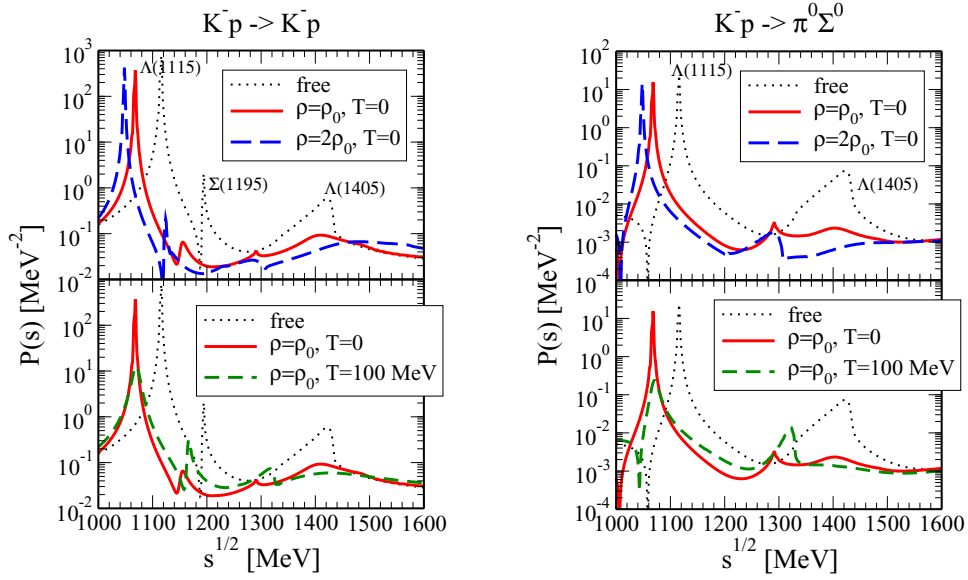 K⁻p -> K⁻p
10³
10²
10¹
10⁰
10⁻¹
10⁻²
Λ(1115)
Σ(1195)
Λ(1405)
free
ρ=ρ₀, T=0
ρ=2ρ₀, T=0
10²
10¹
10⁰
10⁻¹
10⁻²
free
ρ=ρ₀, T=0
ρ=ρ₀, T=100 MeV
P(s) [MeV⁻²]
1000 1100 1200 1300 1400 1500 1600
s^1/2 [MeV]
K⁻p -> π⁰Σ⁰
10²
10¹
10⁰
10⁻¹
10⁻²
10⁻³
10⁻⁴
Λ(1115)
Λ(1405)
free
ρ=ρ₀, T=0
ρ=2ρ₀, T=0
10¹
10⁰
10⁻¹
10⁻²
10⁻³
10⁻⁴
free
ρ=ρ₀, T=0
ρ=ρ₀, T=100 MeV
P(s) [MeV⁻²]
1000 1100 1200 1300 1400 1500 1600
s^1/2 [MeV]